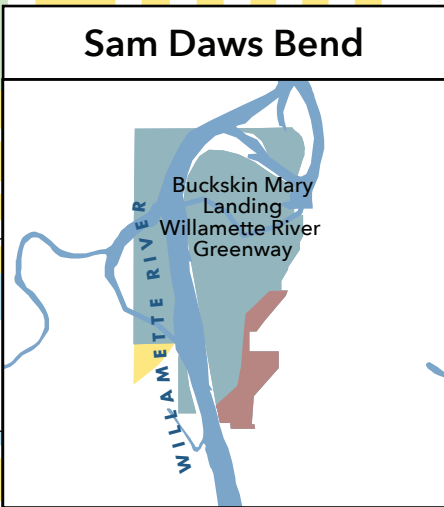 Sam Daws Bend
Buckskin Mary
Landing
Willamette River
Greenway
WILLAMETTE RIVER